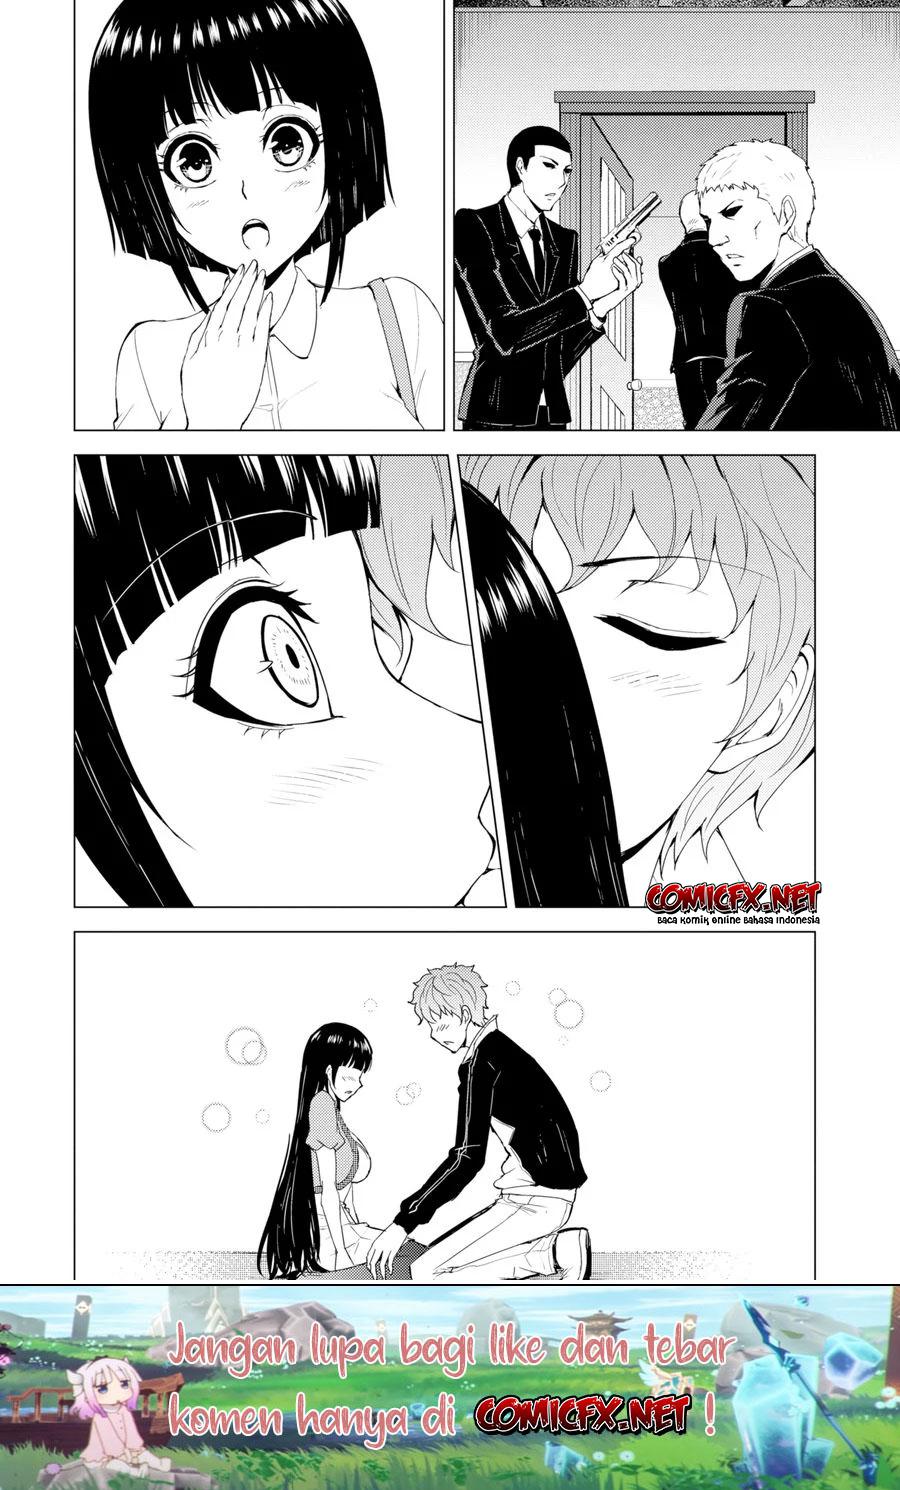 COMICFX.NET
Baca Komik Online Bahasa Indonesia
Jangan lupa bagi like dan tebar
komen hanya di COMICFX.NET !